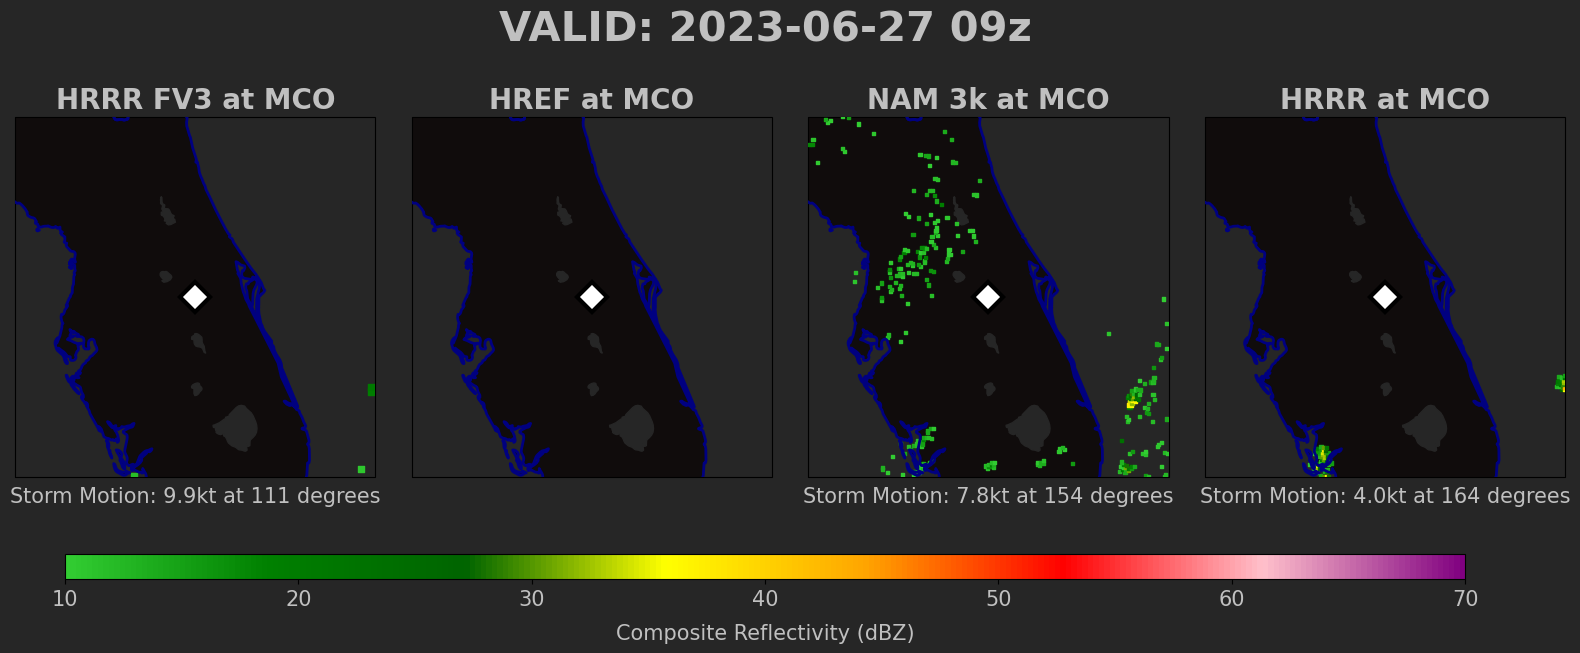 VALID: 2023-06-27 09z
HRRR FV3 at MCO
HREF at MCO
NAM 3k at MCO
HRRR at MCO
Storm Motion: 9.9kt at 111 degrees
Storm Motion: 7.8kt at 154 degrees
Storm Motion: 4.0kt at 164 degrees
10 20 30 40 50 60 70
Composite Reflectivity (dBZ)